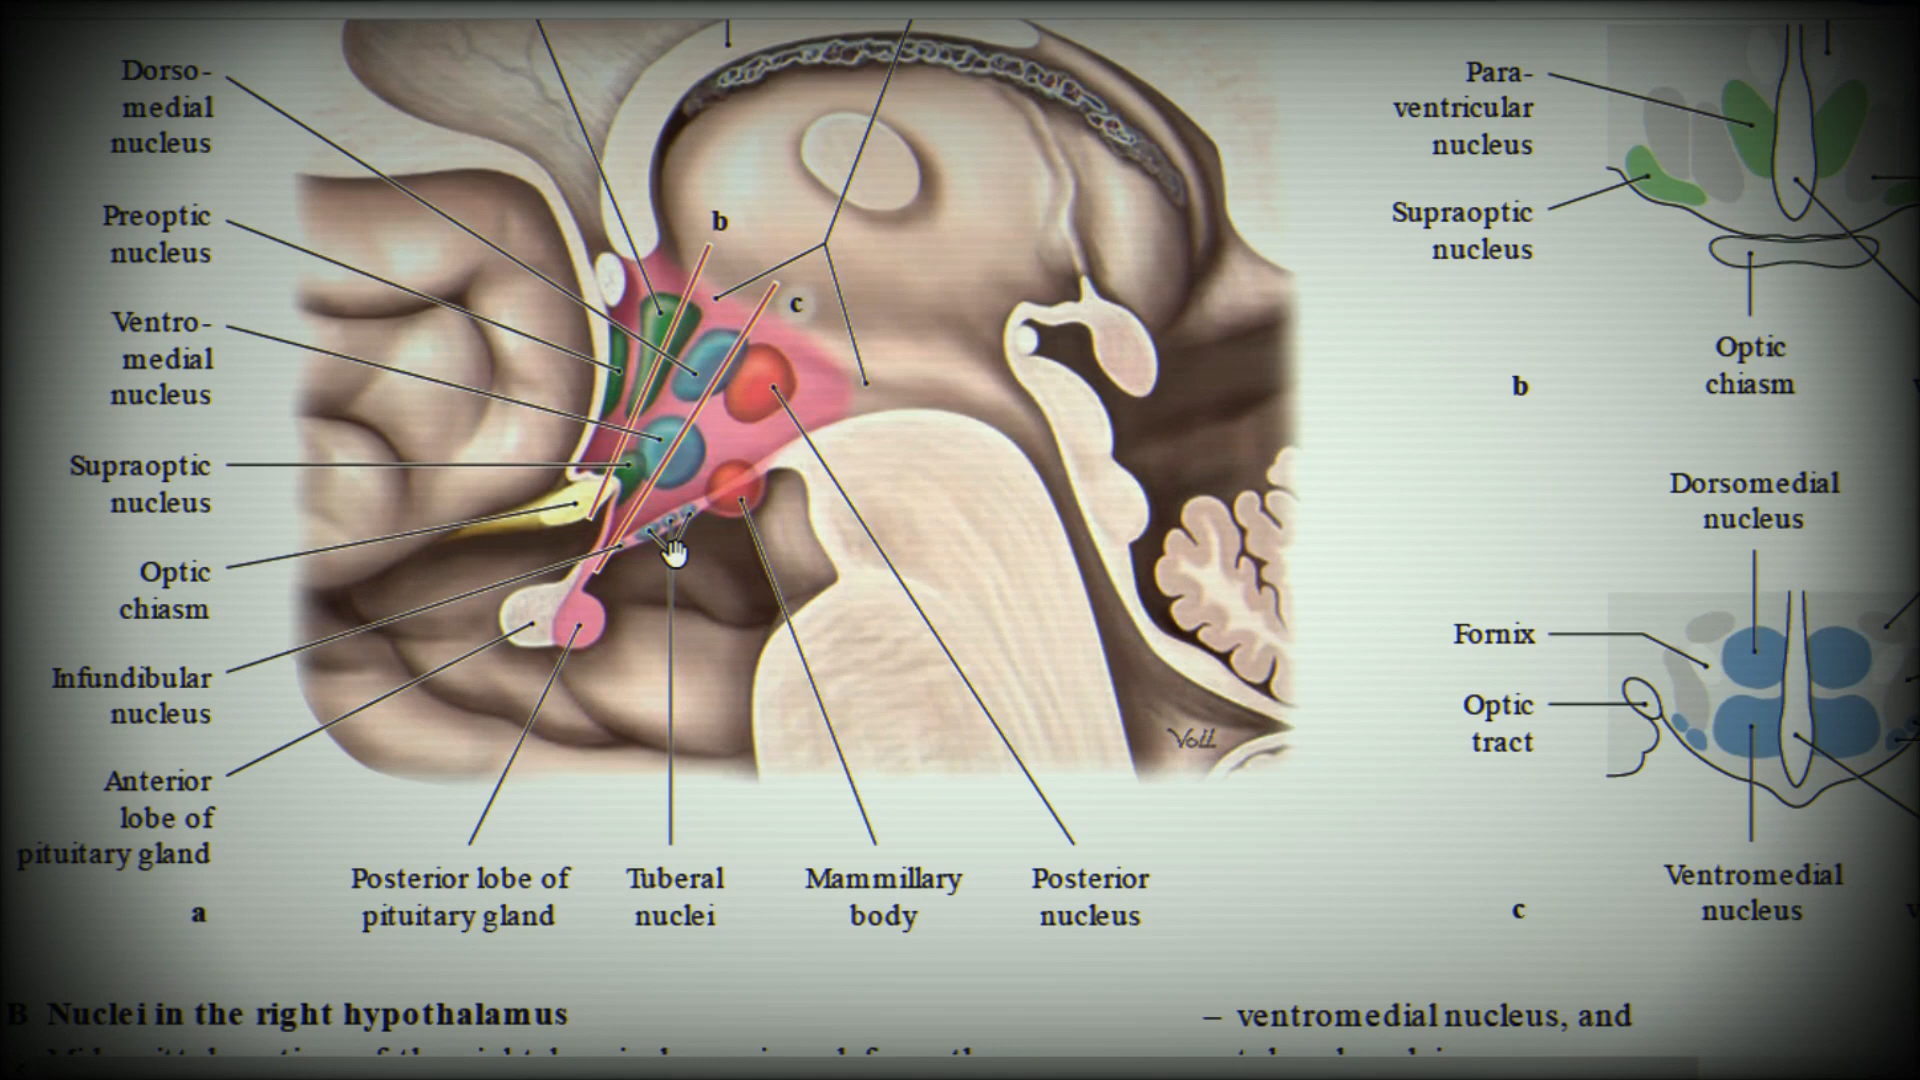 Dorso-
medial
nucleus
Preoptic
nucleus
Ventro-
medial
nucleus
Supraoptic
nucleus
Optic
chiasm
Infundibular
nucleus
Anterior
lobe of
pituitary gland
a
b
c
Voll
Posterior lobe of
pituitary gland
Tuberal
nuclei
Mammillary
body
Posterior
nucleus
Para-
ventricular
nucleus
Supraoptic
nucleus
Optic
chiasm
b
Dorsomedial
nucleus
Fornix
Optic
tract
Ventromedial
nucleus
c
B Nuclei in the right hypothalamus
– ventromedial nucleus, and